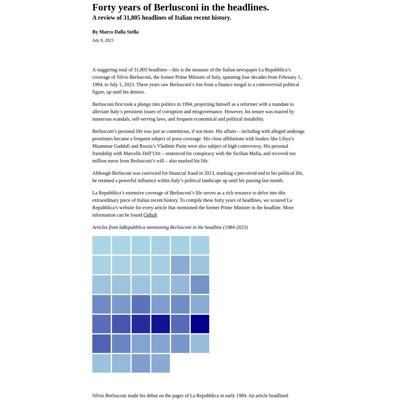 Forty years of Berlusconi in the headlines.
A review of 31,805 headlines of Italian recent history.
By Marco Dalla Stella
July 8, 2023
A staggering total of 31,805 headlines – this is the measure of the Italian newspaper La Repubblica's
coverage of Silvio Berlusconi, the former Prime Minister of Italy, spanning four decades from February 1,
1984, to July 1, 2023. These years saw Berlusconi's rise from a finance mogul to a controversial political
figure, up until his demise.
Berlusconi first took a plunge into politics in 1994, projecting himself as a reformer with a mandate to
alleviate Italy's persistent issues of corruption and misgovernance. However, his tenure was marred by
numerous scandals, self-serving laws, and frequent economical and political instability.
Berlusconi's personal life was just as contentious, if not more. His affairs – including with alleged underage
prostitutes became a frequent subject of press coverage. His close affiliations with leaders like Libya's
Muammar Gaddafi and Russia's Vladimir Putin were also subject of high controversy. His personal
friendship with Marcello Dell'Utri – sentenced for conspiracy with the Sicilian Mafia, and received ten
million euros from Berlusconi's will – also marked his life.
Although Berlusconi was convicted for financial fraud in 2013, marking a perceived end to his political life,
he retained a powerful influence within Italy's political landscape up until his passing last month.
La Repubblica's extensive coverage of Berlusconi's life serves as a rich resource to delve into this
extraordinary piece of Italian recent history. To compile these forty years of headlines, we scoured La
Repubblica's website for every article that mentioned the former Prime Minister in the headline. More
information can be found Github
Articles from laRepubblica mentioning Berlusconi in the headline (1984-2023)
Silvio Berlusconi made his debut on the pages of La Repubblica in early 1984. An article headlined